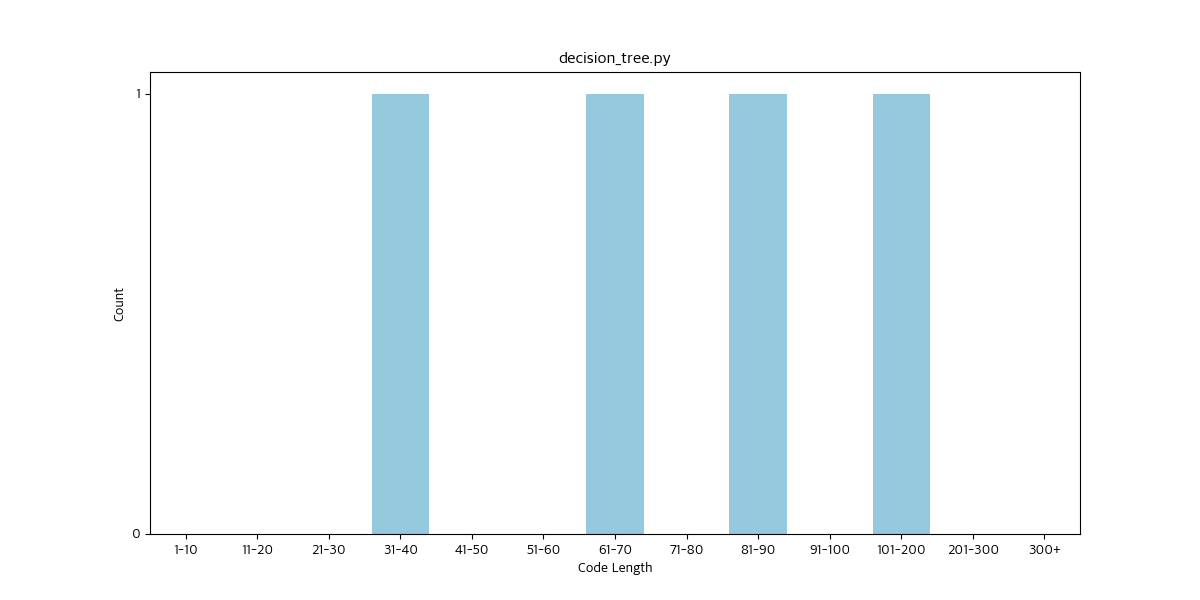 decision_tree.py
1
Count
0
1-10 11-20 21-30 31-40 41-50 51-60 61-70 71-80 81-90 91-100 101-200 201-300 300+
Code Length